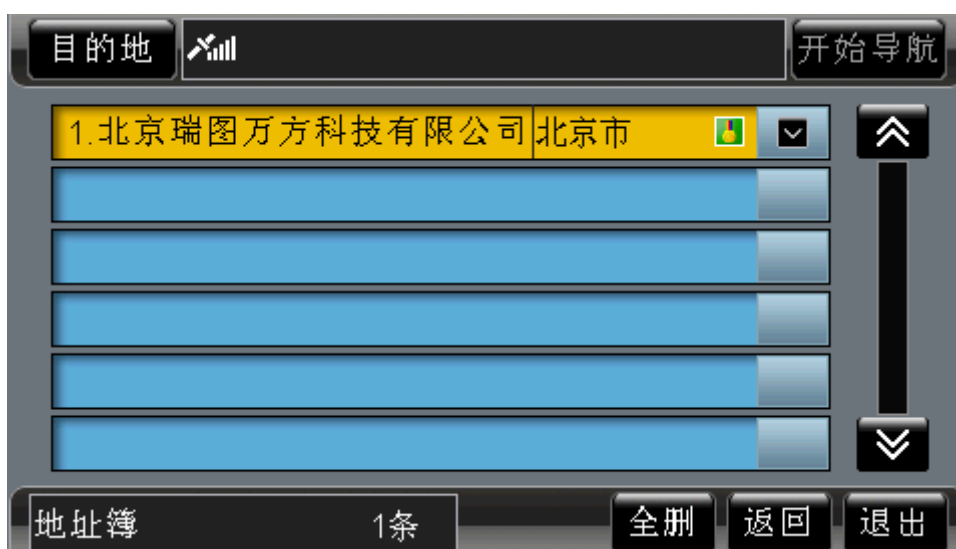 目的地 开始导航
1.北京瑞图万方科技有限公司 北京市
地址簿 1条 全删 返回 退出